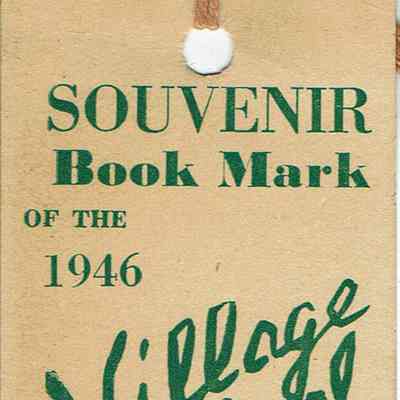 SOUVENIR
Book Mark
OF THE
1946
Village